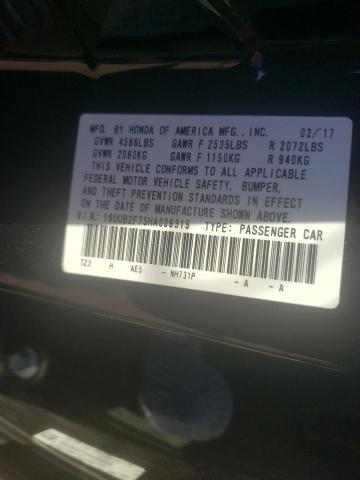 MFD. BY HONDA OF AMERICA MFG., INC. 02/17
GVWR 4586LBS GAWR F 2535LBS R 2072LBS
GVWR 2080KG GAWR F 1150KG R 940KG
THIS VEHICLE CONFORMS TO ALL APPLICABLE
FEDERAL MOTOR VEHICLE SAFETY, BUMPER,
AND THEFT PREVENTION STANDARDS IN EFFECT
ON THE DATE OF MANUFACTURE SHOWN ABOVE.
V.I.N.: 19UUB2F79HA006315 TYPE: PASSENGER CAR
TZ3 H AE5 - NH731P - A - A